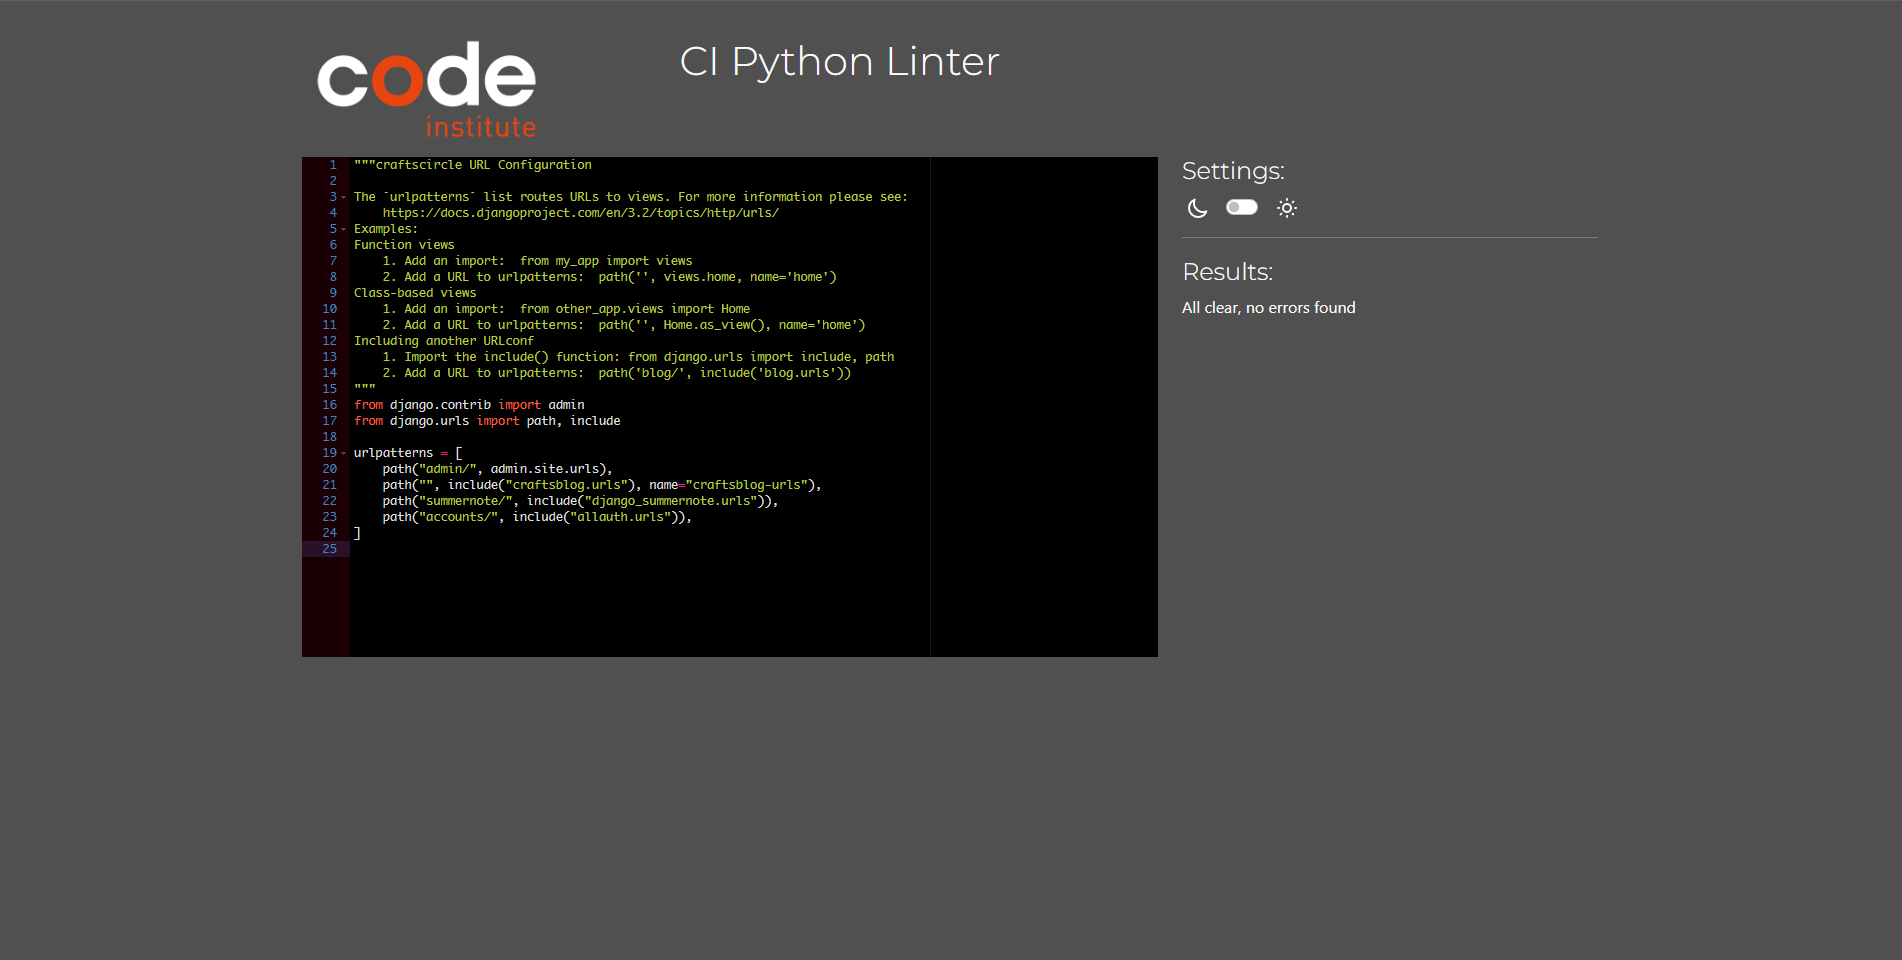 code
institute
CI Python Linter
1 """craftscircle URL Configuration
2
3 The `urlpatterns` list routes URLs to views. For more information please see:
4     https://docs.djangoproject.com/en/3.2/topics/http/urls/
5 Examples:
6 Function views
7     1. Add an import:  from my_app import views
8     2. Add a URL to urlpatterns:  path('', views.home, name='home')
9 Class-based views
10     1. Add an import:  from other_app.views import Home
11     2. Add a URL to urlpatterns:  path('', Home.as_view(), name='home')
12 Including another URLconf
13     1. Import the include() function: from django.urls import include, path
14     2. Add a URL to urlpatterns:  path('blog/', include('blog.urls'))
15 """
16 from django.contrib import admin
17 from django.urls import path, include
18
19 urlpatterns = [
20     path("admin/", admin.site.urls),
21     path("", include("craftsblog.urls"), name="craftsblog-urls"),
22     path("summernote/", include("django_summernote.urls")),
23     path("accounts/", include("allauth.urls")),
24 ]
25
Settings:
Results:
All clear, no errors found